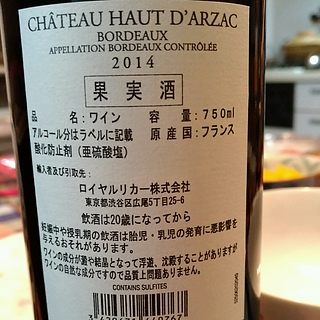 CHÂTEAU HAUT D'ARZAC
BORDEAUX
APPELLATION BORDEAUX CONTRÔLÉE
2014
果実酒
品名:ワイン 容量:750ml
アルコール分はラベルに記載 原産国:フランス
酸化防止剤(亜硫酸塩)
輸入者及び引取先:
ロイヤルリカー株式会社
東京都渋谷区広尾5丁目25-6
飲酒は20歳になってから
妊娠中や授乳期の飲酒は胎児・乳児の発育に悪影響を
与えるおそれがあります。
ワインの成分が澱や結晶となって浮遊、沈殿することがありますが
ワインの自然な成分ですので品質上問題ありません。
CONTAINS SULFITES